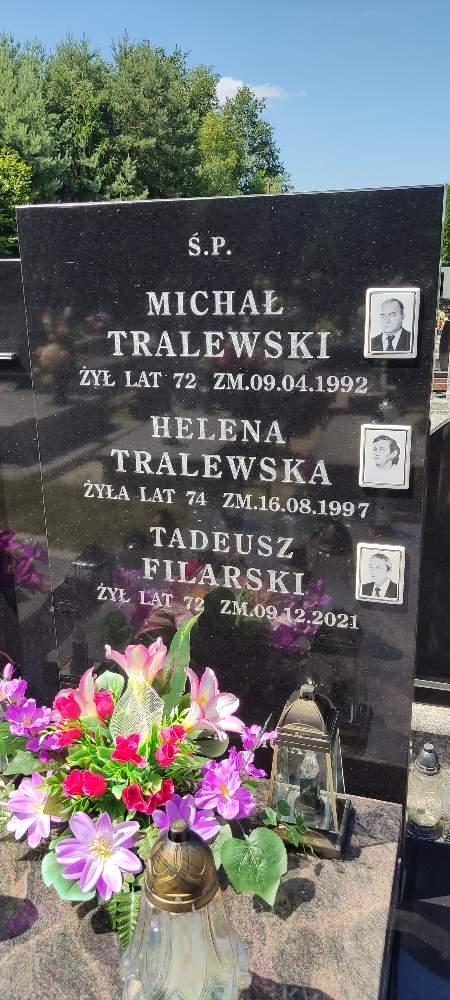 Ś.P.
MICHAŁ
TRALEWSKI
ŻYŁ LAT 72 ZM.09.04.1992
HELENA
TRALEWSKA
ŻYŁA LAT 74 ZM.16.08.1997
TADEUSZ
FILARSKI
ŻYŁ LAT 72 ZM.09.12.2021